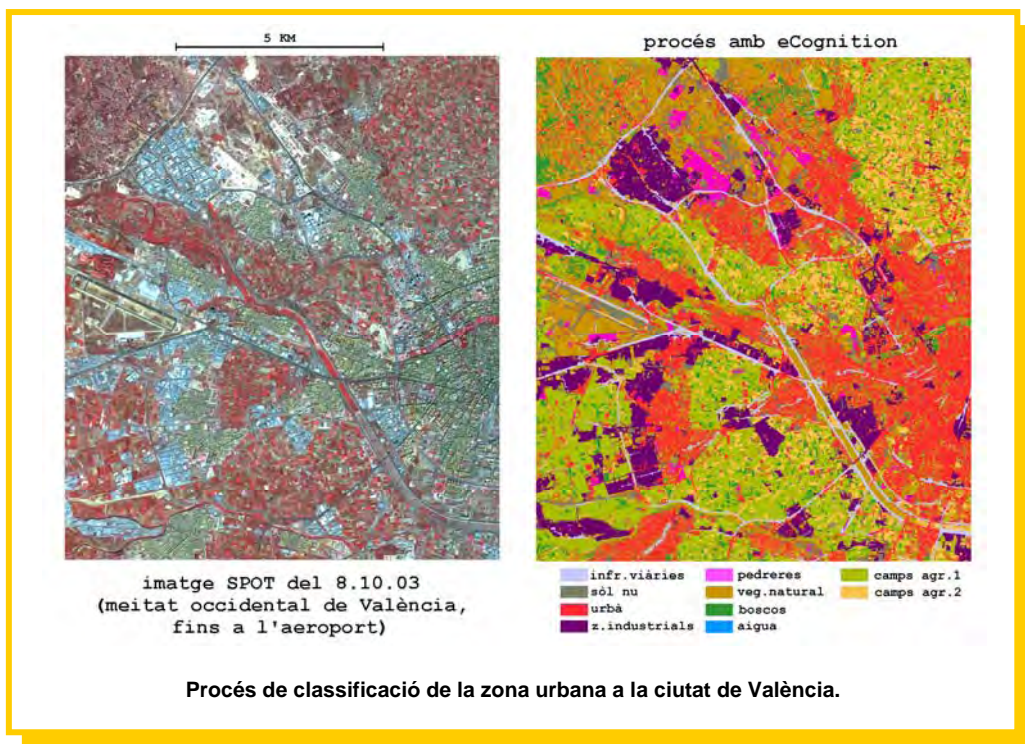 5 KM
procés amb eCognition
imatge SPOT del 8.10.03
(meitat occidental de València,
fins a l'aeroport)
infr.viàries
sòl nu
urbà
z.industrials
pedreres
veg.natural
boscos
aigua
camps agr.1
camps agr.2
Procés de classificació de la zona urbana a la ciutat de València.